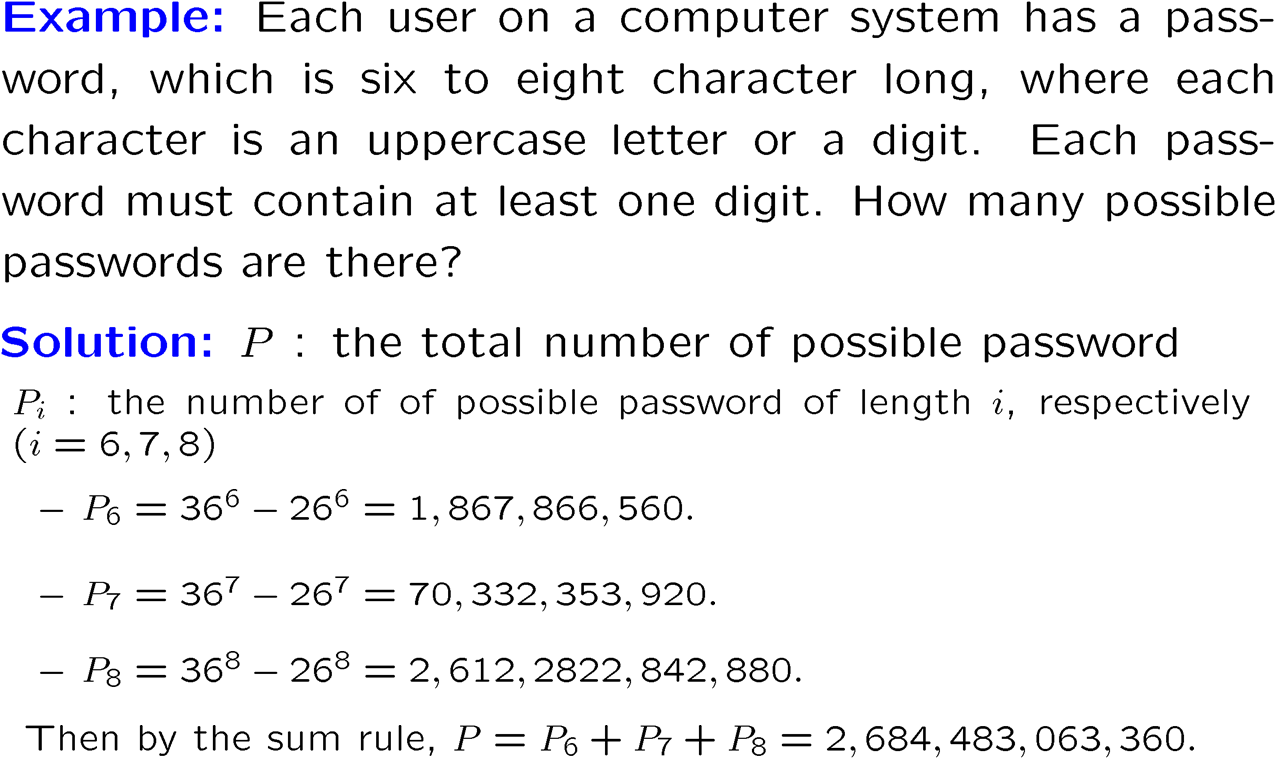 Example: Each user on a computer system has a pass-
word, which is six to eight character long, where each
character is an uppercase letter or a digit. Each pass-
word must contain at least one digit. How many possible
passwords are there?
Solution: P : the total number of possible password
P_i : the number of of possible password of length i, respectively
(i = 6, 7, 8)
– P_6 = 36^6 − 26^6 = 1, 867, 866, 560.
– P_7 = 36^7 − 26^7 = 70, 332, 353, 920.
– P_8 = 36^8 − 26^8 = 2, 612, 2822, 842, 880.
Then by the sum rule, P = P_6 + P_7 + P_8 = 2, 684, 483, 063, 360.